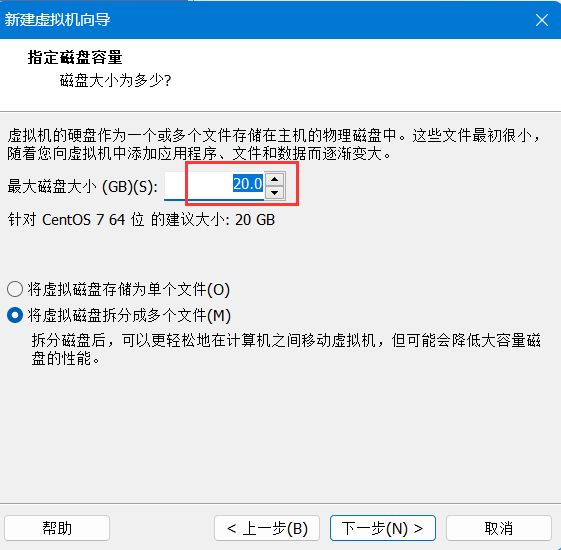 新建虚拟机向导
指定磁盘容量
磁盘大小为多少?
虚拟机的硬盘作为一个或多个文件存储在主机的物理磁盘中。这些文件最初很小，
随着您向虚拟机中添加应用程序、文件和数据而逐渐变大。
最大磁盘大小 (GB)(S): 20.0
针对 CentOS 7 64 位 的建议大小: 20 GB
将虚拟磁盘存储为单个文件(O)
将虚拟磁盘拆分成多个文件(M)
拆分磁盘后，可以更轻松地在计算机之间移动虚拟机，但可能会降低大容量磁
盘的性能。
帮助 < 上一步(B) 下一步(N) > 取消